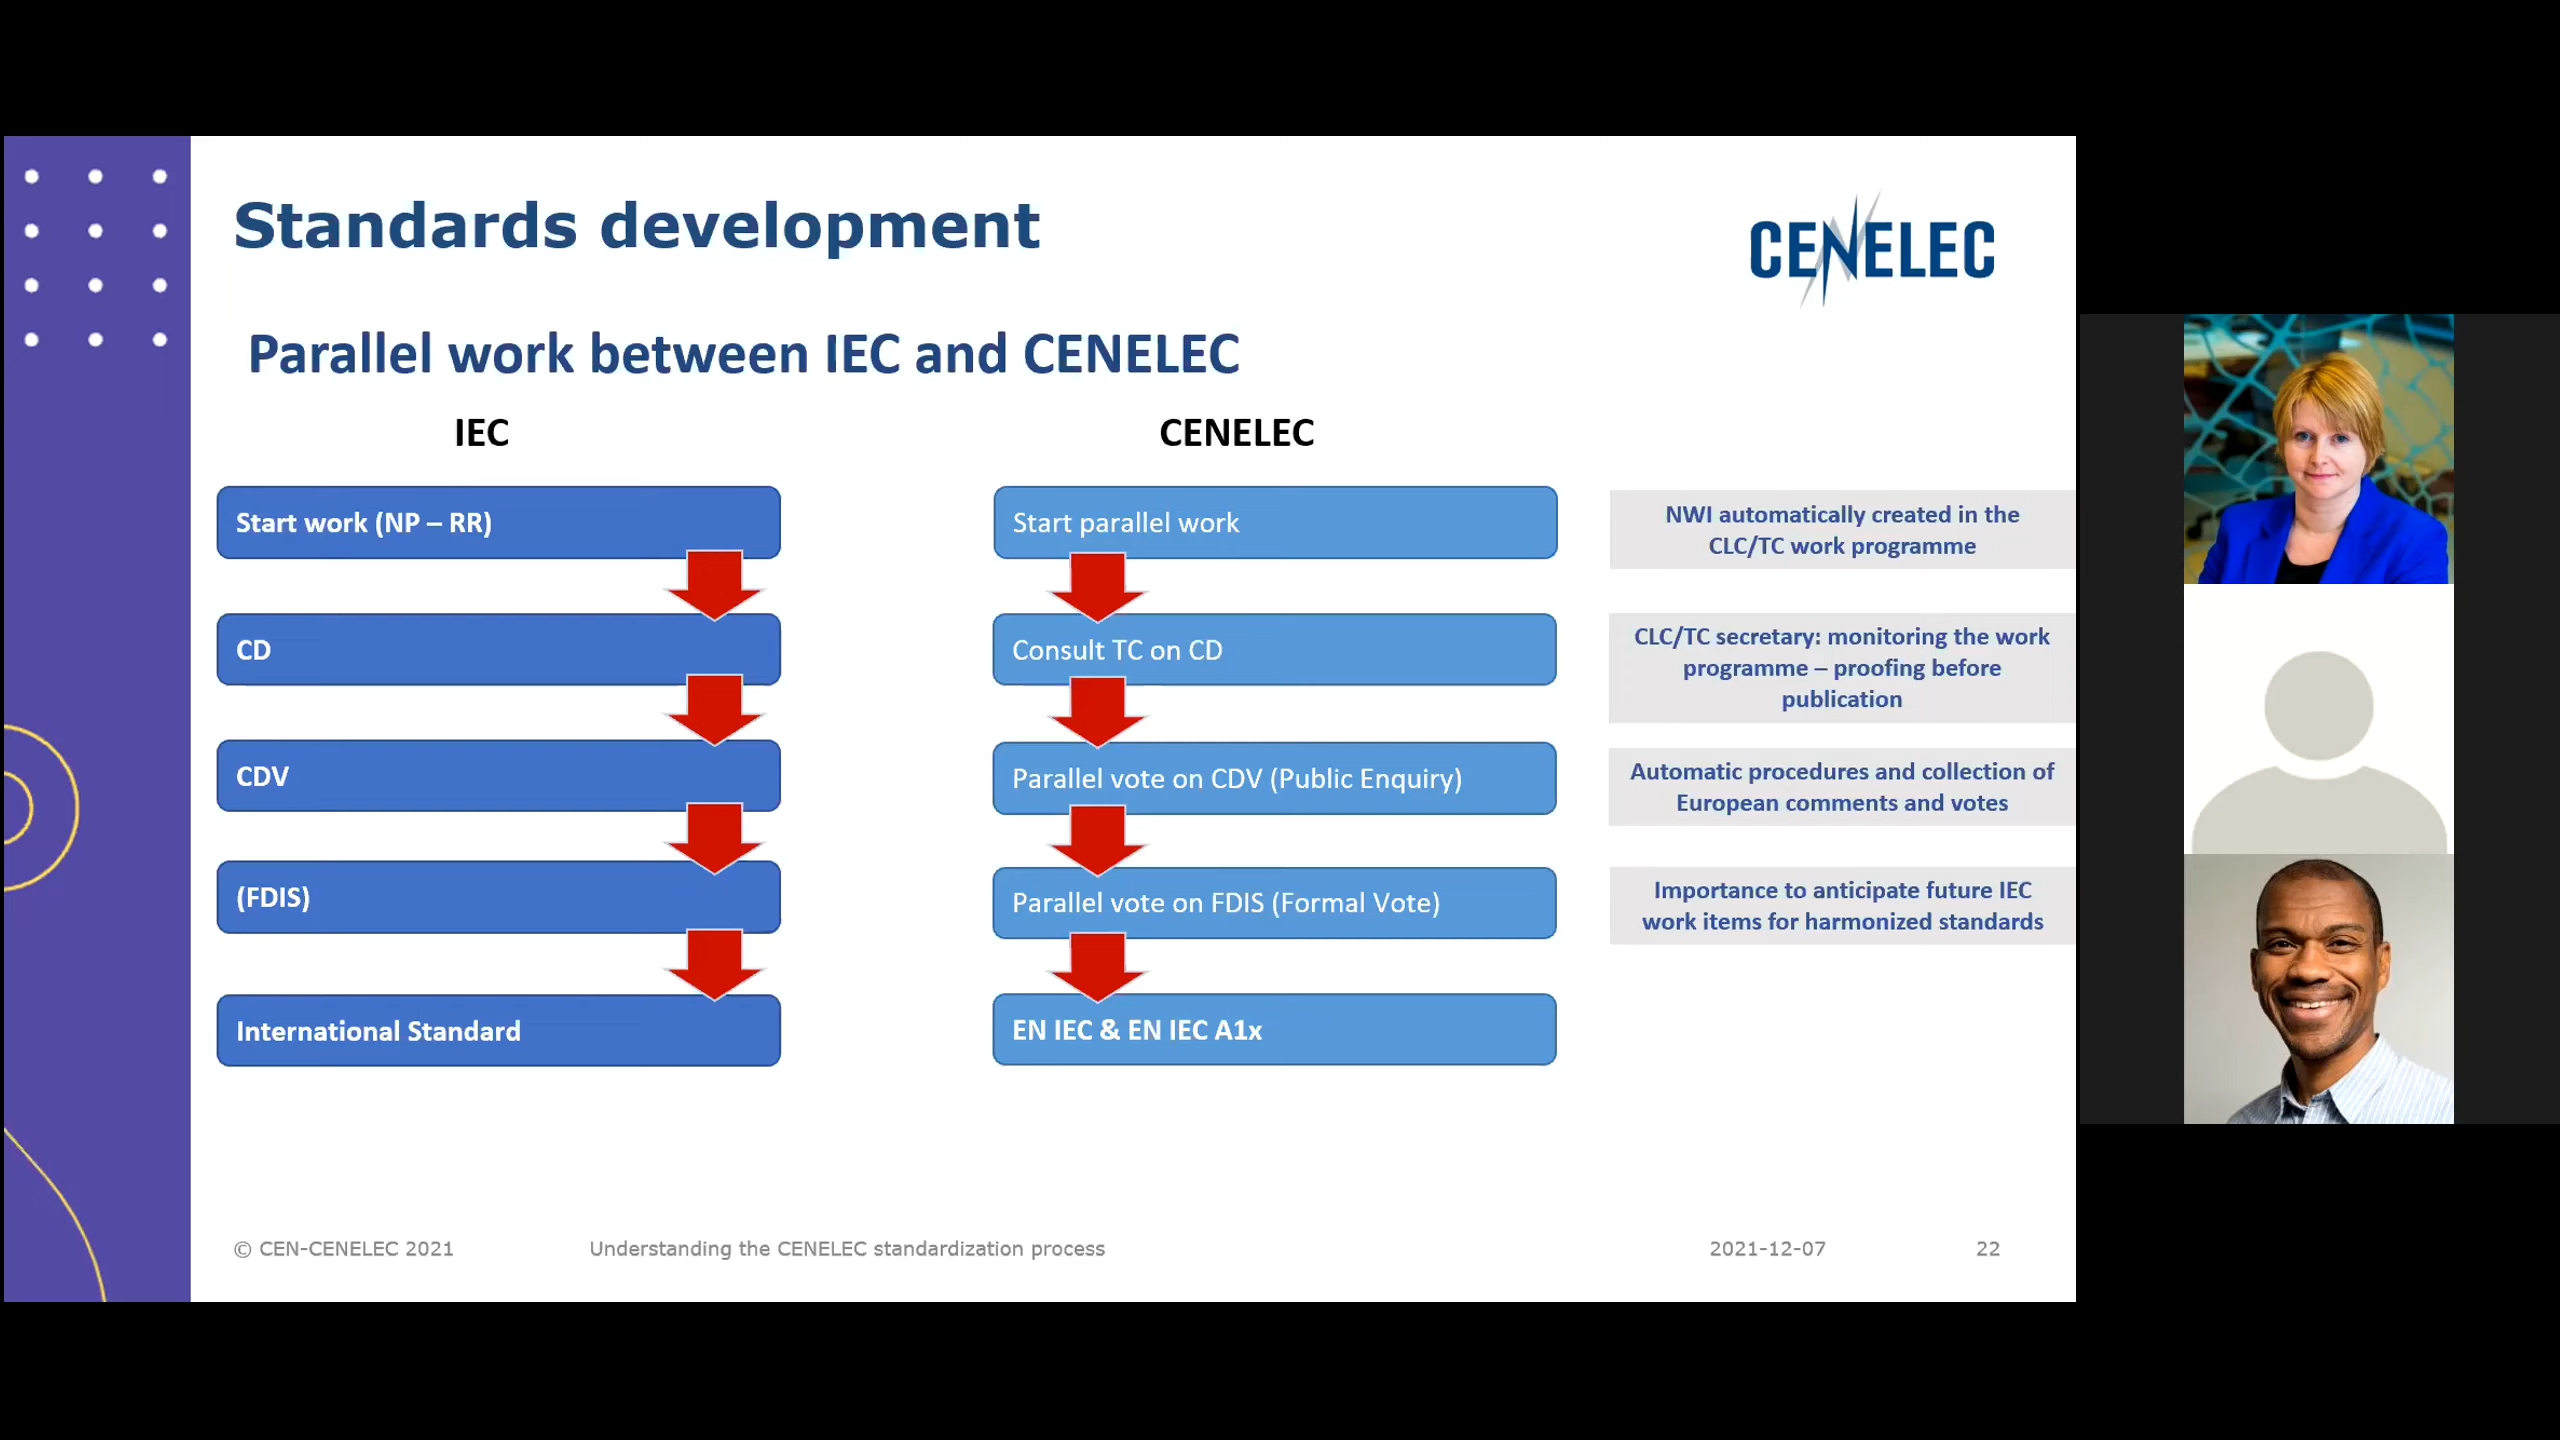 Standards development
CENELEC
Parallel work between IEC and CENELEC
IEC
CENELEC
Start work (NP – RR)
Start parallel work
NWI automatically created in the
CLC/TC work programme
CD
Consult TC on CD
CLC/TC secretary: monitoring the work
programme – proofing before
publication
CDV
Parallel vote on CDV (Public Enquiry)
Automatic procedures and collection of
European comments and votes
(FDIS)
Parallel vote on FDIS (Formal Vote)
Importance to anticipate future IEC
work items for harmonized standards
International Standard
EN IEC & EN IEC A1x
© CEN-CENELEC 2021
Understanding the CENELEC standardization process
2021-12-07
22